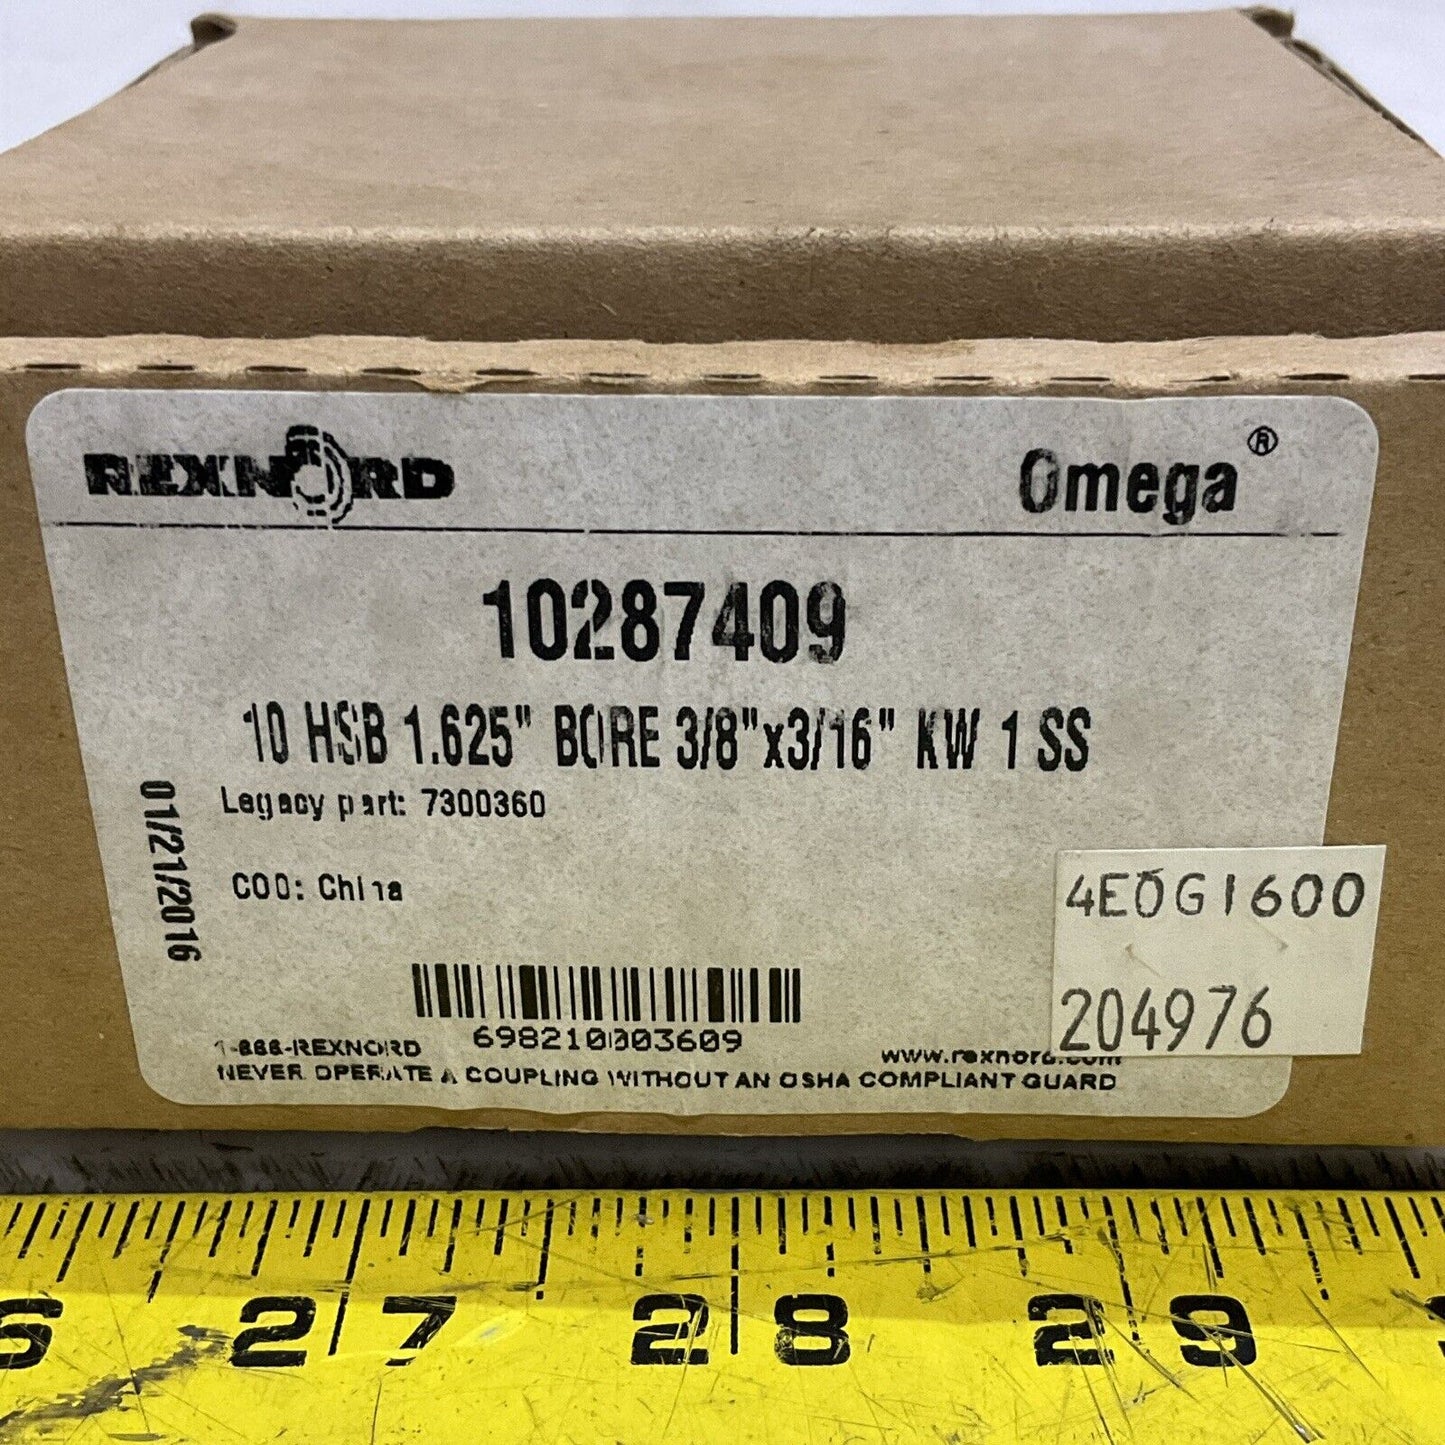 REXNORD
Omega®
10287409
10 HSB 1.625" BORE 3/8"x3/16" KW 1 SS
Legacy part: 7300360
01/21/2016
COO: China
4E0G1600
204976
698210003609
1-888-REXNORD
www.rexnord.com
NEVER OPERATE A COUPLING WITHOUT AN OSHA COMPLIANT GUARD
6 27 28 29